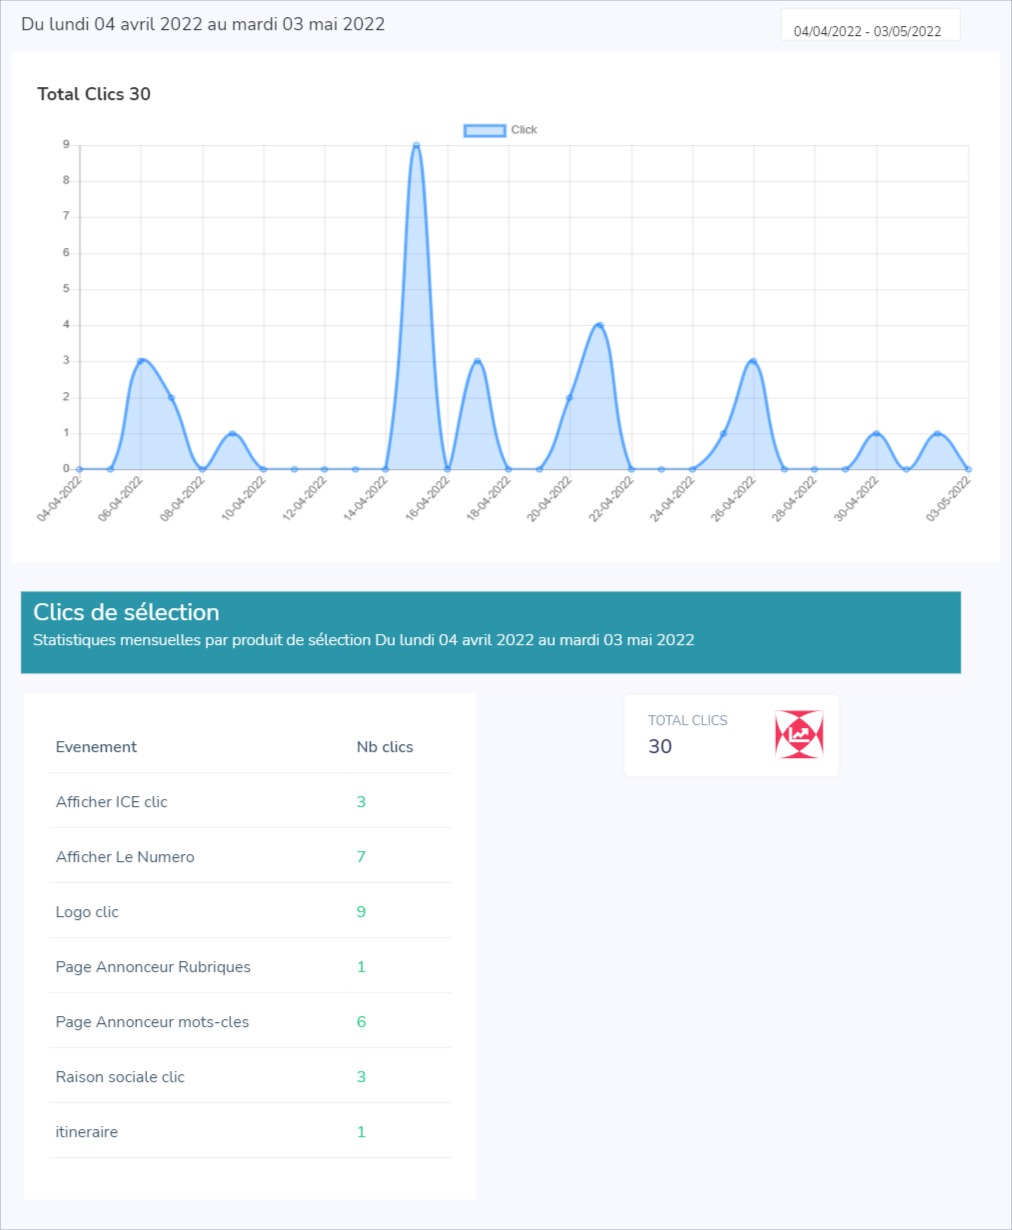 Du lundi 04 avril 2022 au mardi 03 mai 2022
04/04/2022 - 03/05/2022
Total Clics 30
Click
9
8
7
6
5
4
3
2
1
0
04-04-2022
06-04-2022
08-04-2022
10-04-2022
12-04-2022
14-04-2022
16-04-2022
18-04-2022
20-04-2022
22-04-2022
24-04-2022
26-04-2022
28-04-2022
30-04-2022
03-05-2022
Clics de sélection
Statistiques mensuelles par produit de sélection Du lundi 04 avril 2022 au mardi 03 mai 2022
Evenement Nb clics
Afficher ICE clic 3
Afficher Le Numero 7
Logo clic 9
Page Annonceur Rubriques 1
Page Annonceur mots-cles 6
Raison sociale clic 3
itineraire 1
TOTAL CLICS
30